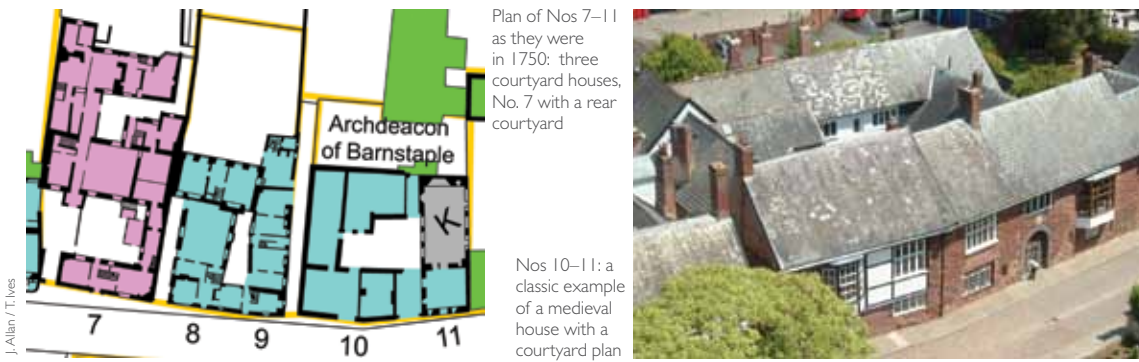 Plan of Nos 7–11
as they were
in 1750: three
courtyard houses,
No. 7 with a rear
courtyard
Archdeacon
of Barnstaple
K
7
8
9
10
11
J. Allan / T. Ives
Nos 10–11: a
classic example
of a medieval
house with a
courtyard plan